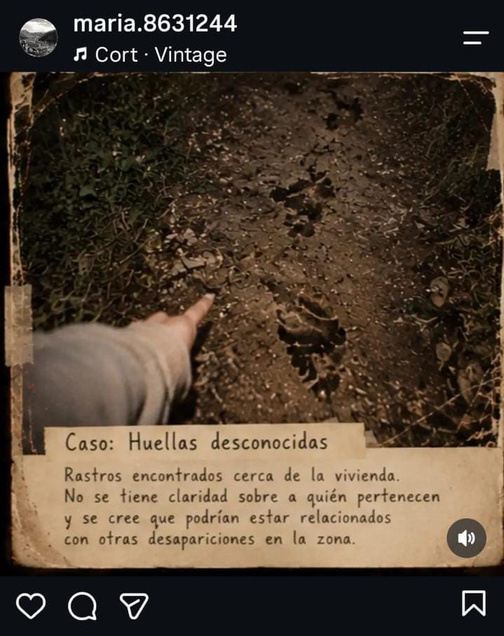 maria.8631244
Cort · Vintage
Caso: Huellas desconocidas
Rastros encontrados cerca de la vivienda.
No se tiene claridad sobre a quién pertenecen
y se cree que podrían estar relacionados
con otras desapariciones en la zona.